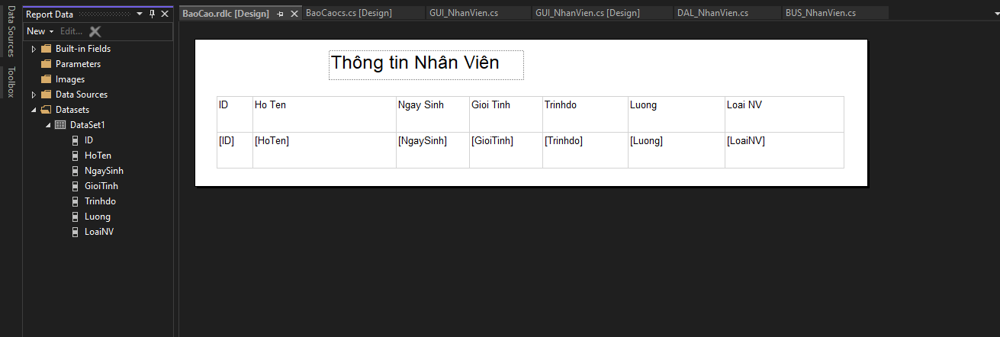 Data Sources
Toolbox
Report Data
New Edit...
Built-in Fields
Parameters
Images
Data Sources
Datasets
DataSet1
ID
HoTen
NgaySinh
GioiTinh
Trinhdo
Luong
LoaiNV
BaoCao.rdlc [Design] BaoCaocs.cs [Design] GUI_NhanVien.cs GUI_NhanVien.cs [Design] DAL_NhanVien.cs BUS_NhanVien.cs
Thông tin Nhân Viên
ID Ho Ten Ngay Sinh Gioi Tinh Trinhdo Luong Loai NV
[ID] [HoTen] [NgaySinh] [GioiTinh] [Trinhdo] [Luong] [LoaiNV]